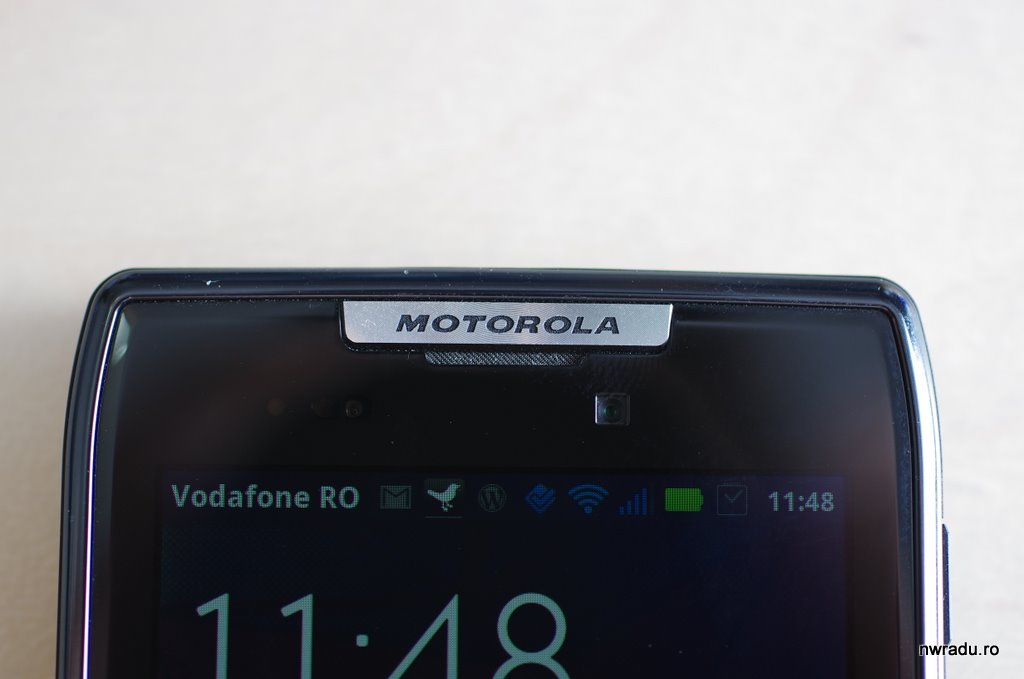 MOTOROLA
Vodafone RO 11:48
11:48
nwradu.ro